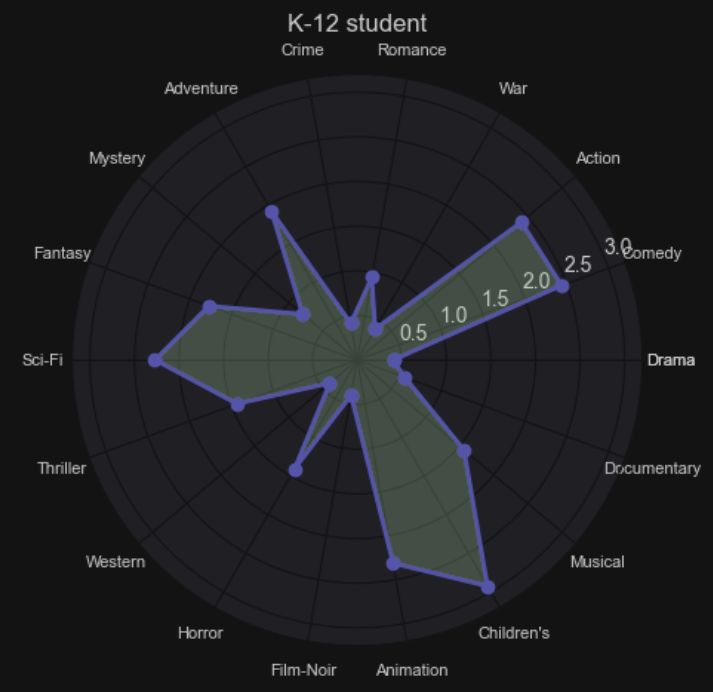 K-12 student
Crime
Romance
Adventure
War
Mystery
Action
Fantasy
3.0
Comedy
2.5
2.0
1.5
1.0
0.5
Sci-Fi
Drama
Thriller
Documentary
Western
Musical
Horror
Children's
Film-Noir
Animation